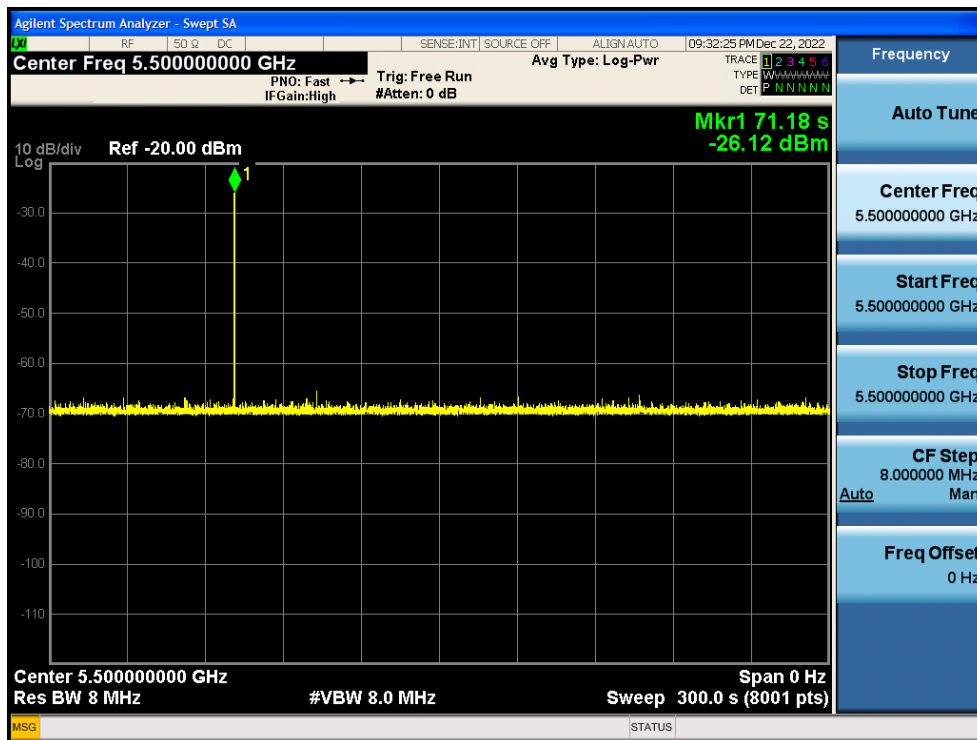 Agilent Spectrum Analyzer - Swept SA
LXI RF 50 Ω DC SENSE:INT SOURCE OFF ALIGN AUTO 09:32:25 PM Dec 22, 2022
Center Freq 5.500000000 GHz
Avg Type: Log-Pwr
TRACE 1 2 3 4 5 6
PNO: Fast Trig: Free Run
TYPE W
IFGain:High #Atten: 0 dB
DET P N N N N N
Mkr1 71.18 s
-26.12 dBm
10 dB/div Ref -20.00 dBm
Log
1
-30.0
-40.0
-50.0
-60.0
-70.0
-80.0
-90.0
-100
-110
Center 5.500000000 GHz Span 0 Hz
Res BW 8 MHz #VBW 8.0 MHz Sweep 300.0 s (8001 pts)
MSG STATUS
Frequency
Auto Tune
Center Freq
5.500000000 GHz
Start Freq
5.500000000 GHz
Stop Freq
5.500000000 GHz
CF Step
8.000000 MHz
Auto Man
Freq Offset
0 Hz